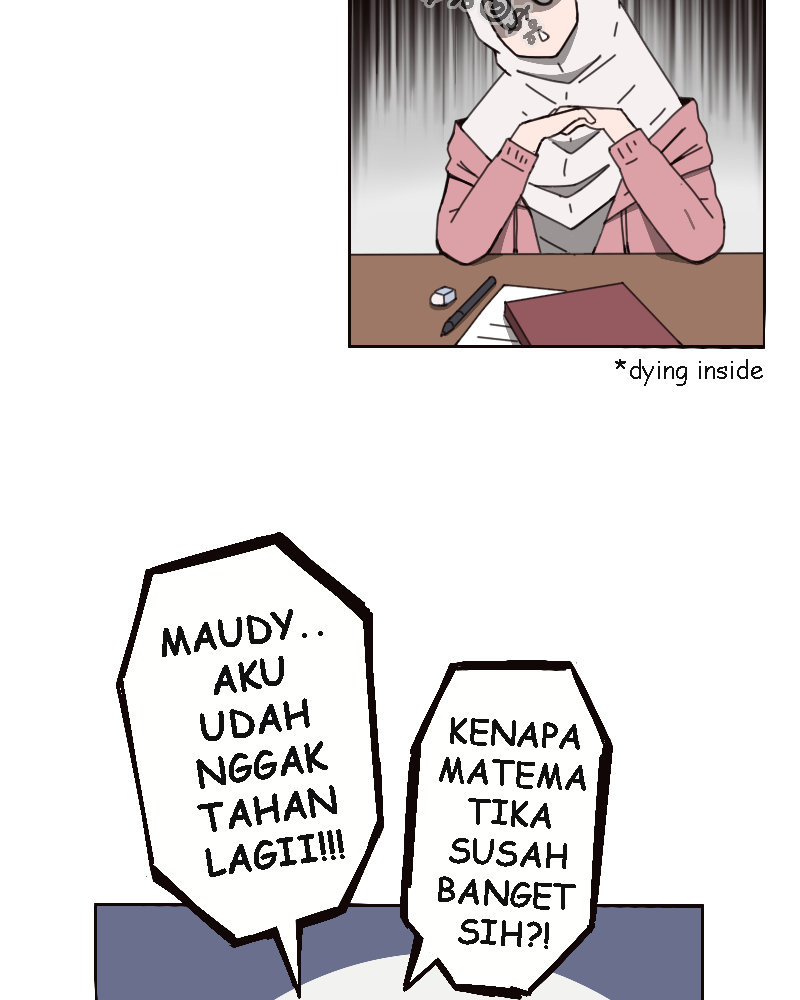 *dying inside
MAUDY..
AKU
UDAH
NGGAK
TAHAN
LAGII!!!
KENAPA
MATEMA
TIKA
SUSAH
BANGET
SIH?!